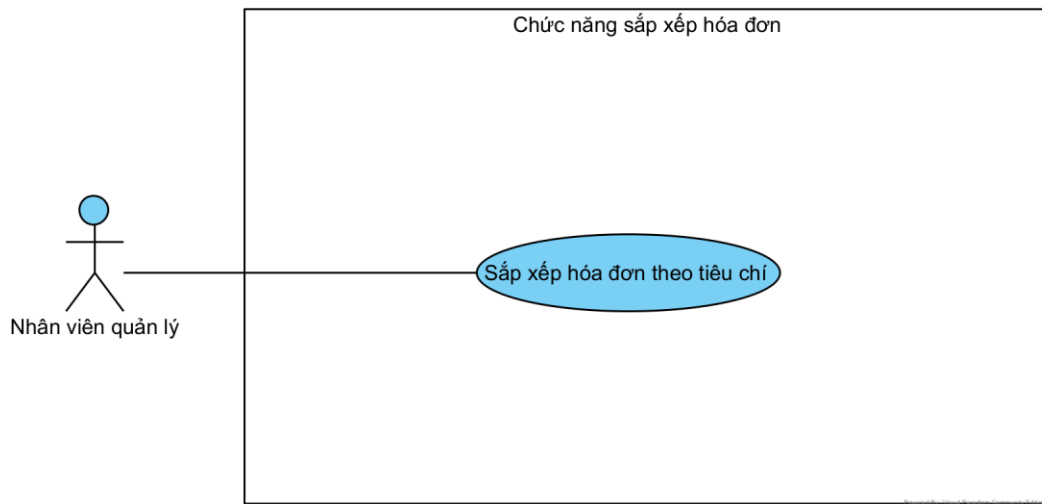 Chức năng sắp xếp hóa đơn
Sắp xếp hóa đơn theo tiêu chí
Nhân viên quản lý